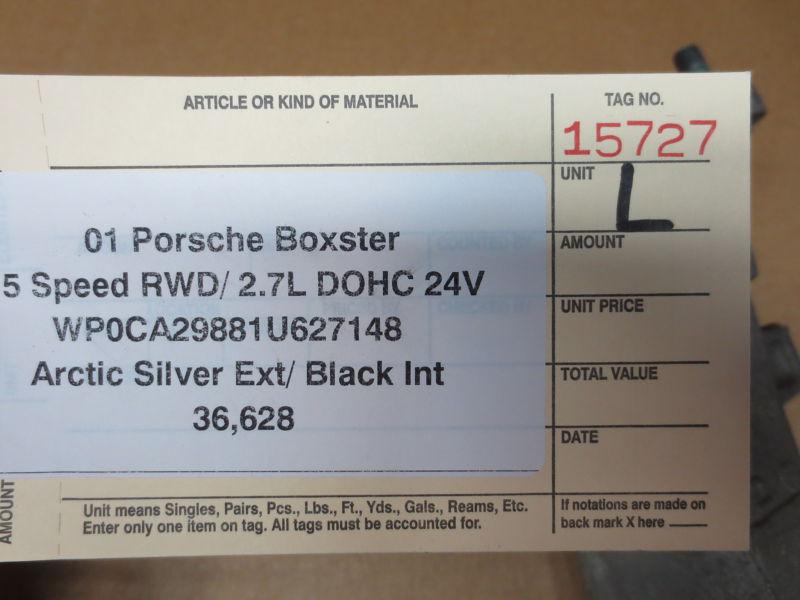 ARTICLE OR KIND OF MATERIAL
TAG NO.
15727
UNIT
L
AMOUNT
UNIT PRICE
TOTAL VALUE
DATE
01 Porsche Boxster
5 Speed RWD/ 2.7L DOHC 24V
WP0CA29881U627148
Arctic Silver Ext/ Black Int
36,628
AMOUNT
Unit means Singles, Pairs, Pcs., Lbs., Ft., Yds., Gals., Reams, Etc.
Enter only one item on tag. All tags must be accounted for.
If notations are made on
back mark X here